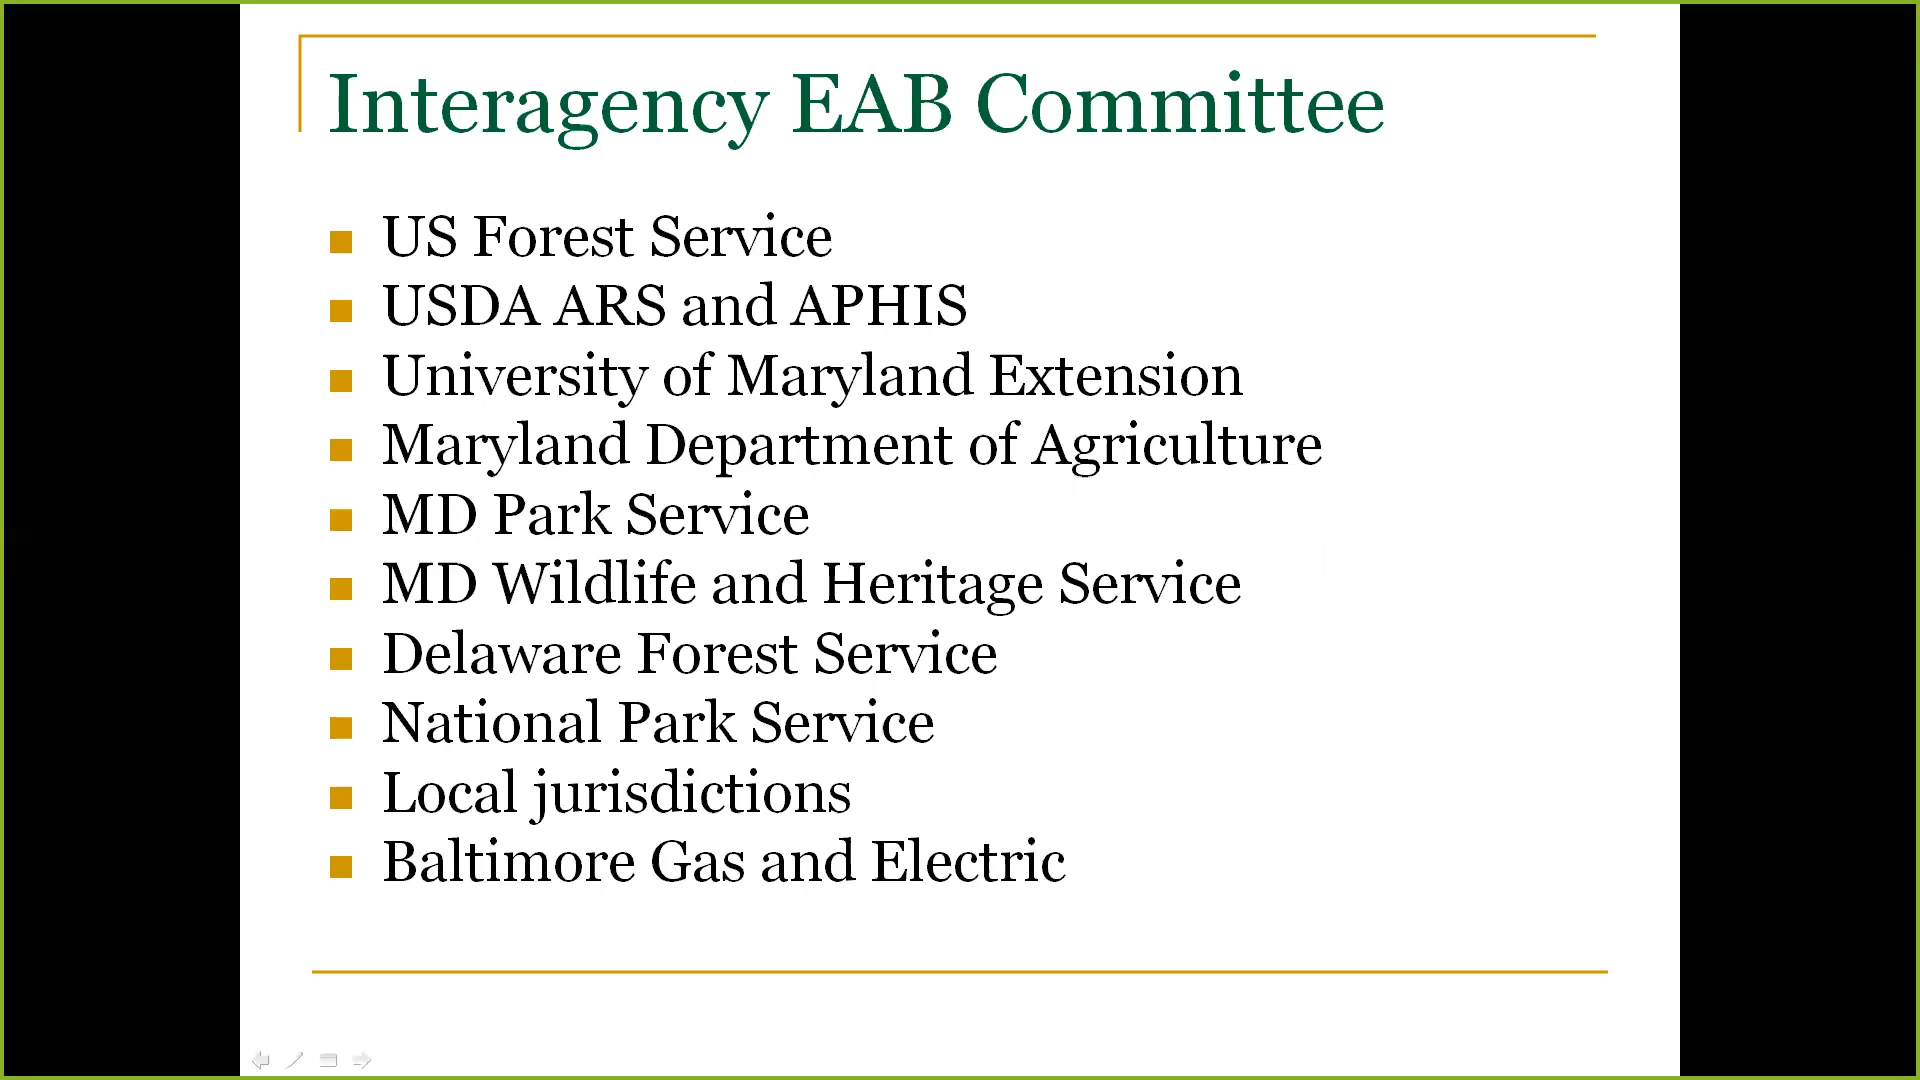 Interagency EAB Committee
US Forest Service
USDA ARS and APHIS
University of Maryland Extension
Maryland Department of Agriculture
MD Park Service
MD Wildlife and Heritage Service
Delaware Forest Service
National Park Service
Local jurisdictions
Baltimore Gas and Electric